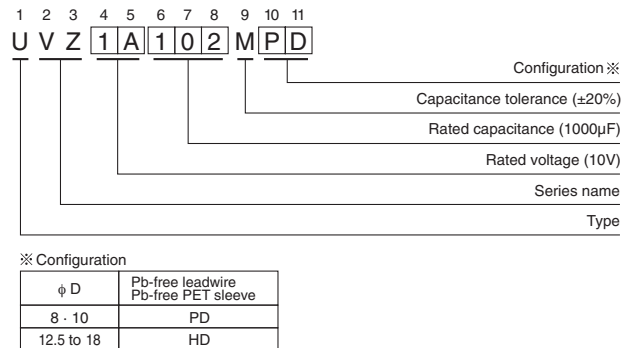 1 2 3 4 5 6 7 8 9 10 11
U V Z 1 A 1 0 2 M P D
Configuration※
Capacitance tolerance (±20%)
Rated capacitance (1000µF)
Rated voltage (10V)
Series name
Type
※Configuration
ϕ D
Pb-free leadwire
Pb-free PET sleeve
8 · 10 PD
12.5 to 18 HD